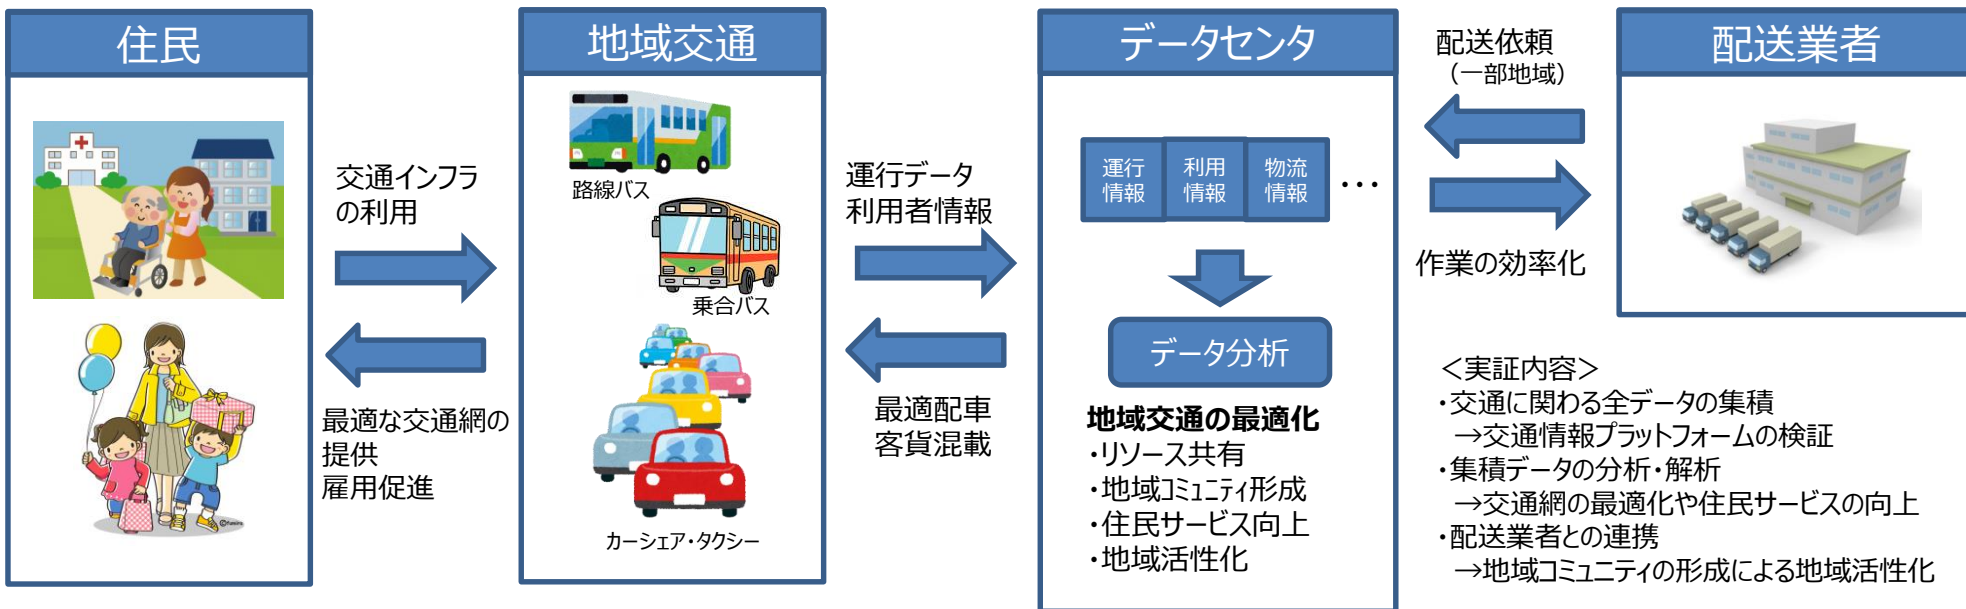 住民
交通インフラ
の利用
最適な交通網の
提供
雇用促進
地域交通
路線バス
乗合バス
カーシェア・タクシー
運行データ
利用者情報
最適配車
客貨混載
データセンタ
運行
情報
利用
情報
物流
情報
・・・
データ分析
地域交通の最適化
・リソース共有
・地域コミュニティ形成
・住民サービス向上
・地域活性化
配送依頼
（一部地域）
作業の効率化
配送業者
＜実証内容＞
・交通に関わる全データの集積
→交通情報プラットフォームの検証
・集積データの分析・解析
→交通網の最適化や住民サービスの向上
・配送業者との連携
→地域コミュニティの形成による地域活性化